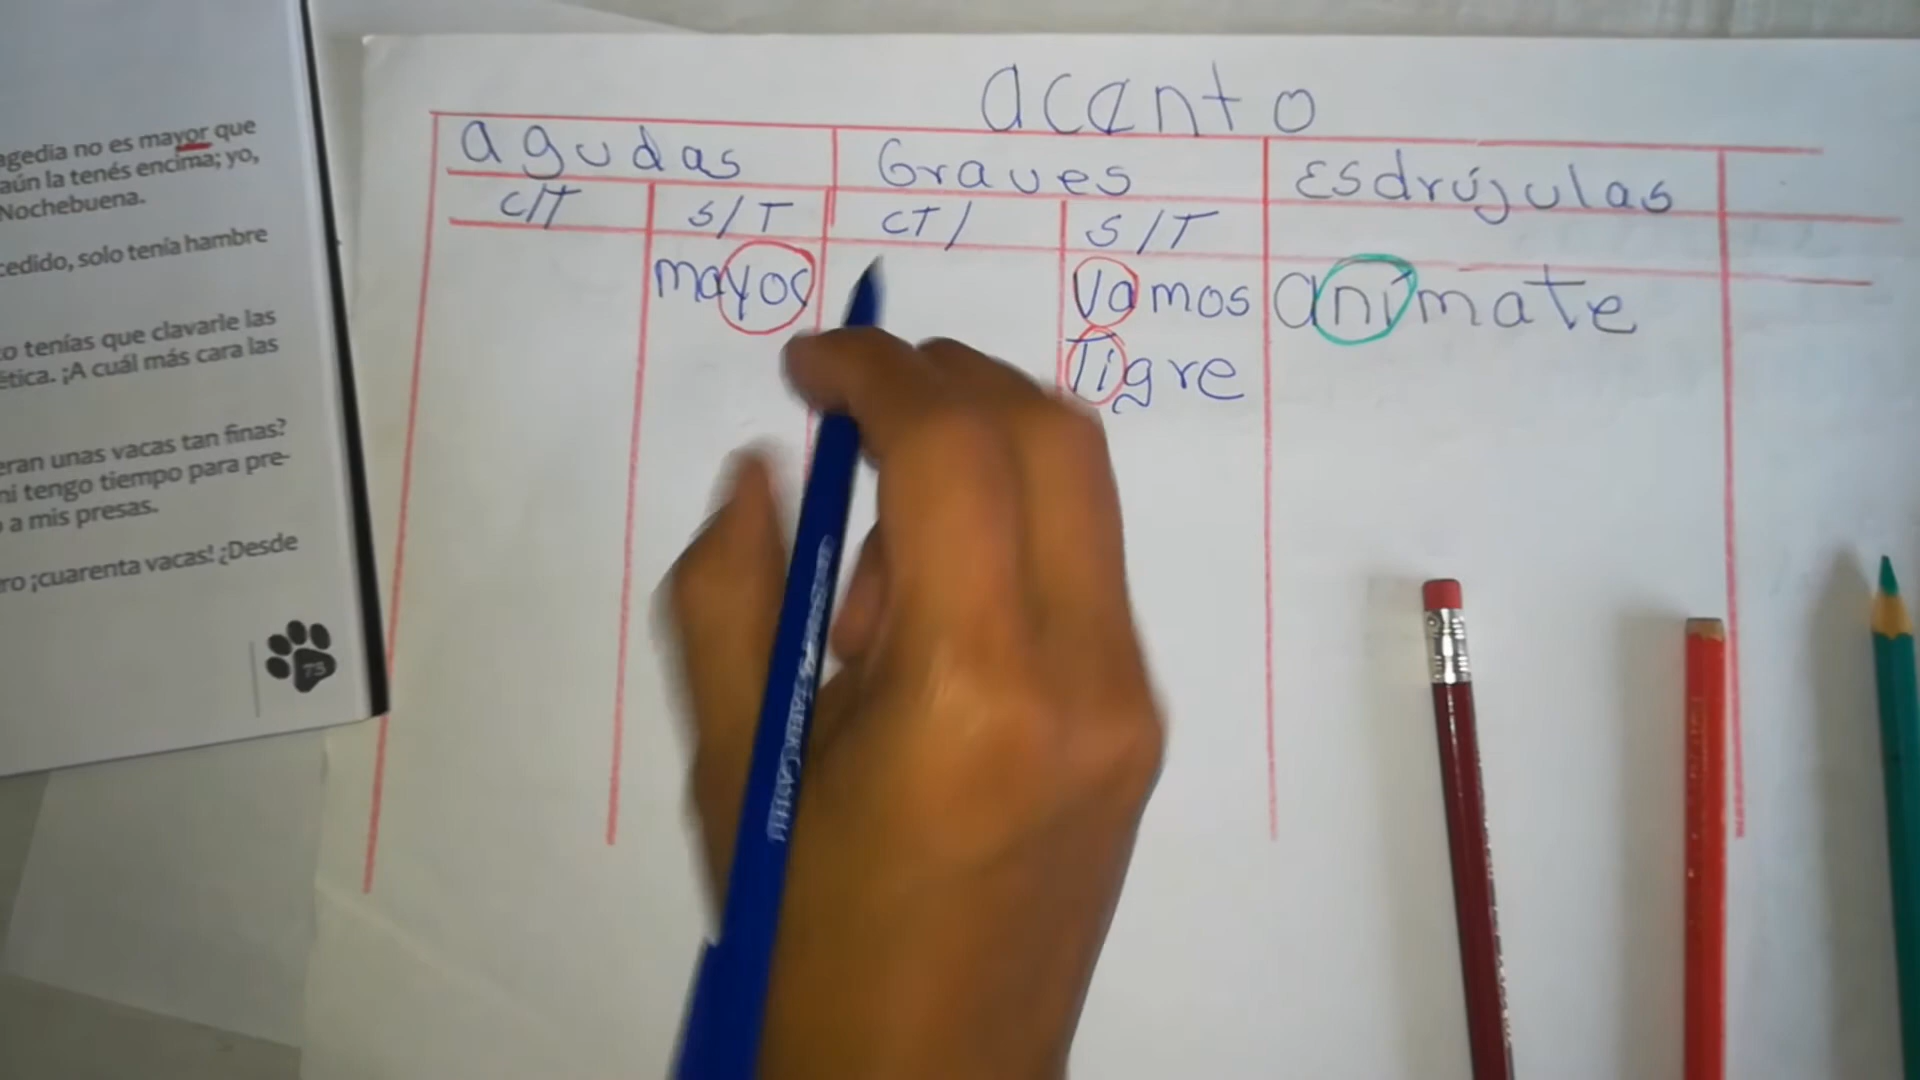 agedia no es mayor que
aún la tenés encima; yo,
Nochebuena.
cedido, solo tenía hambre
o tenías que clavarle las
ética. ¡A cuál más cara las
eran unas vacas tan finas?
ni tengo tiempo para pre-
a mis presas.
ro ¡cuarenta vacas! ¿Desde
73
acento
agudas Graves Esdrújulas
C/T S/T CT/ S/T
mayor vamos anímate
Tigre